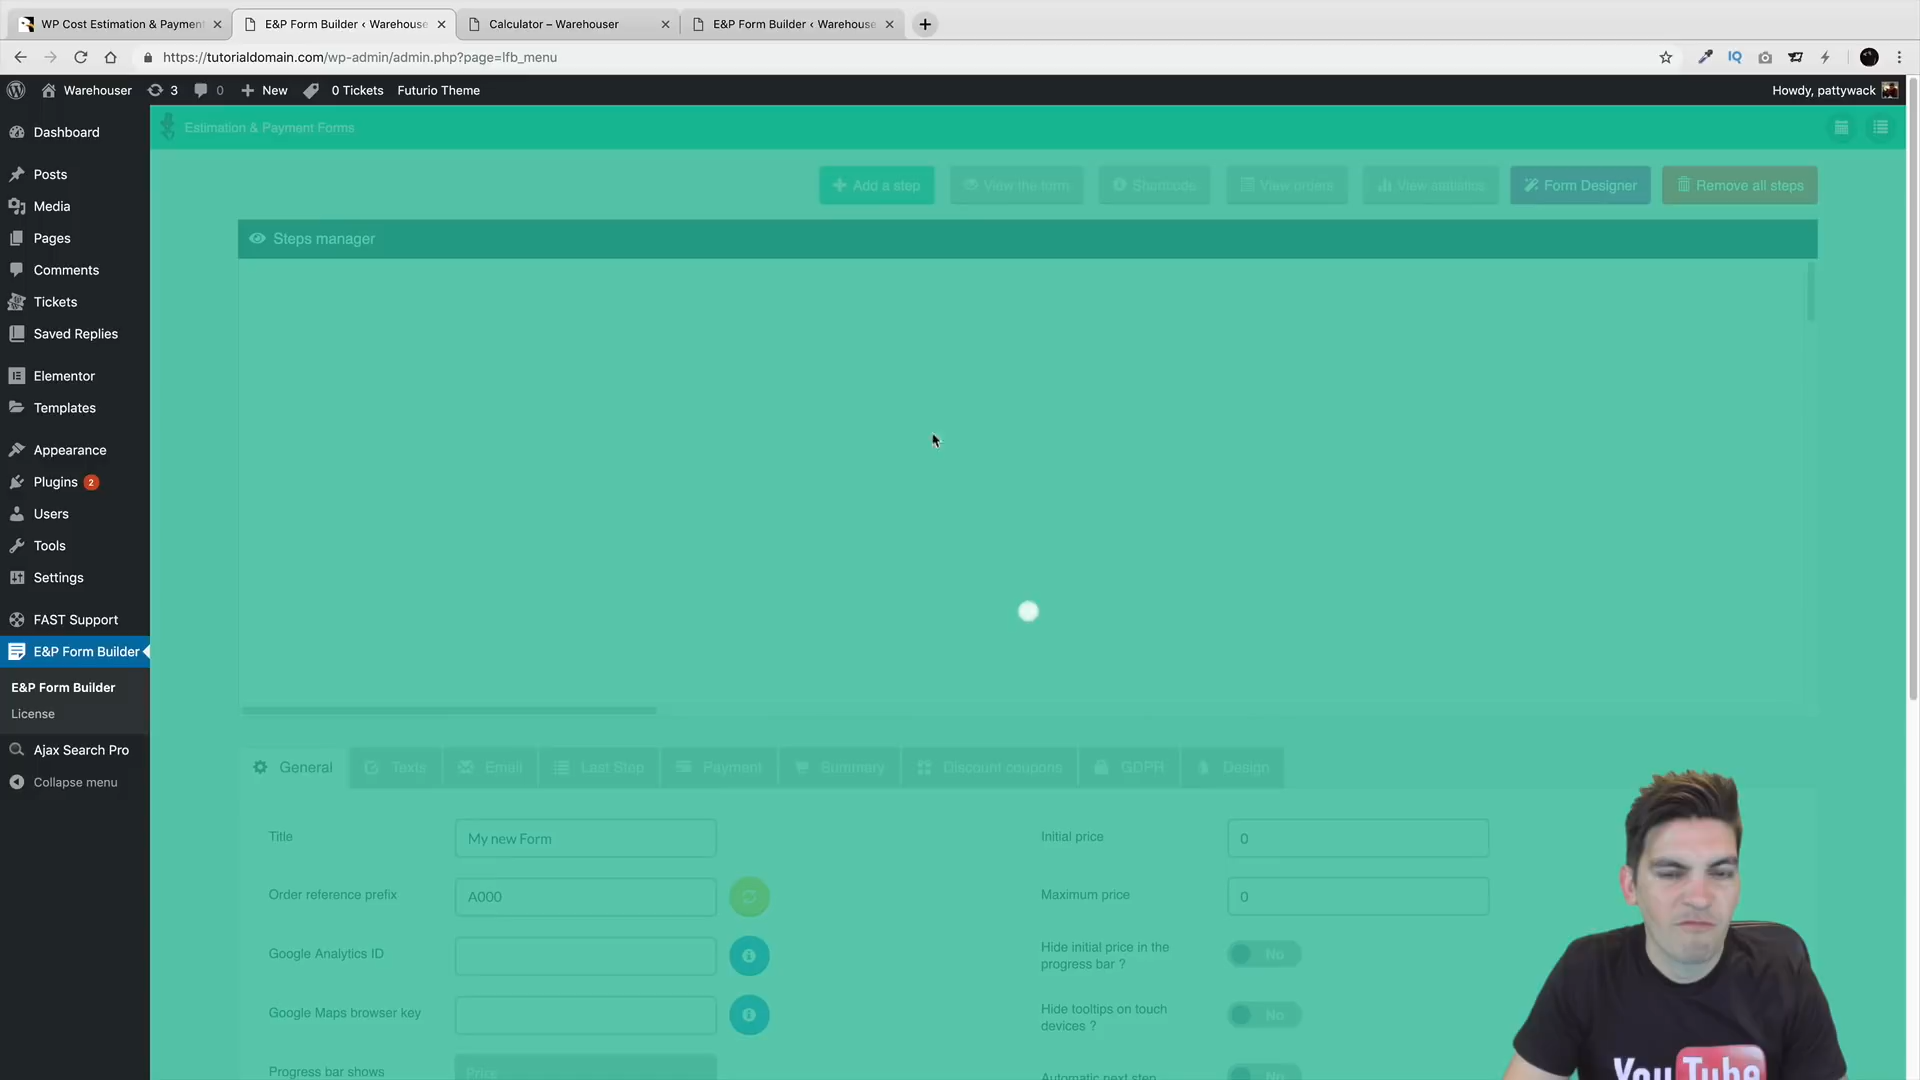 WP Cost Estimation & Payment
E&P Form Builder ‹ Warehouse
Calculator – Warehouser
E&P Form Builder ‹ Warehouse
https://tutorialdomain.com/wp-admin/admin.php?page=lfb_menu
Warehouser
3
0
New
0 Tickets
Futurio Theme
Howdy, pattywack
Estimation & Payment Forms
Add a step
View the form
Shortcode
View orders
View statistics
Form Designer
Remove all steps
Steps manager
Dashboard
Posts
Media
Pages
Comments
Tickets
Saved Replies
Elementor
Templates
Appearance
Plugins 2
Users
Tools
Settings
FAST Support
E&P Form Builder
E&P Form Builder
License
Ajax Search Pro
Collapse menu
General
Texts
Email
Last Step
Payment
Summary
Discount coupons
GDPR
Design
Title
My new Form
Initial price
0
Order reference prefix
A000
Maximum price
0
Google Analytics ID
Hide initial price in the
progress bar ?
No
Google Maps browser key
Hide tooltips on touch
devices ?
No
Progress bar shows
Price
Automatic next step
No
YouTube